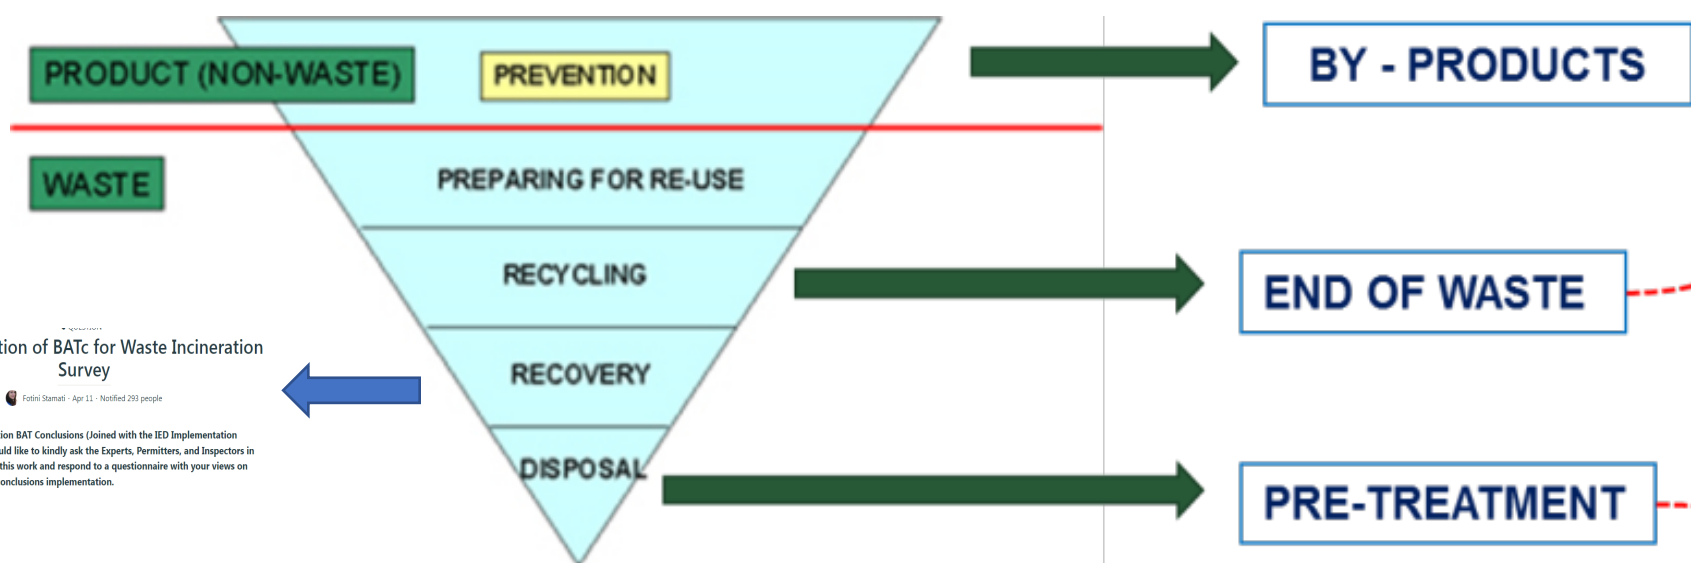 PRODUCT (NON-WASTE)
PREVENTION
BY - PRODUCTS
WASTE
PREPARING FOR RE-USE
RECYCLING
END OF WASTE
RECOVERY
DISPOSAL
PRE-TREATMENT
tion of BATc for Waste Incineration
Survey
Fotini Stamati · Apr 11 · Notified 293 people
tion BAT Conclusions (Joined with the IED Implementation
uld like to kindly ask the Experts, Permitters, and Inspectors in
this work and respond to a questionnaire with your views on
onclusions implementation.